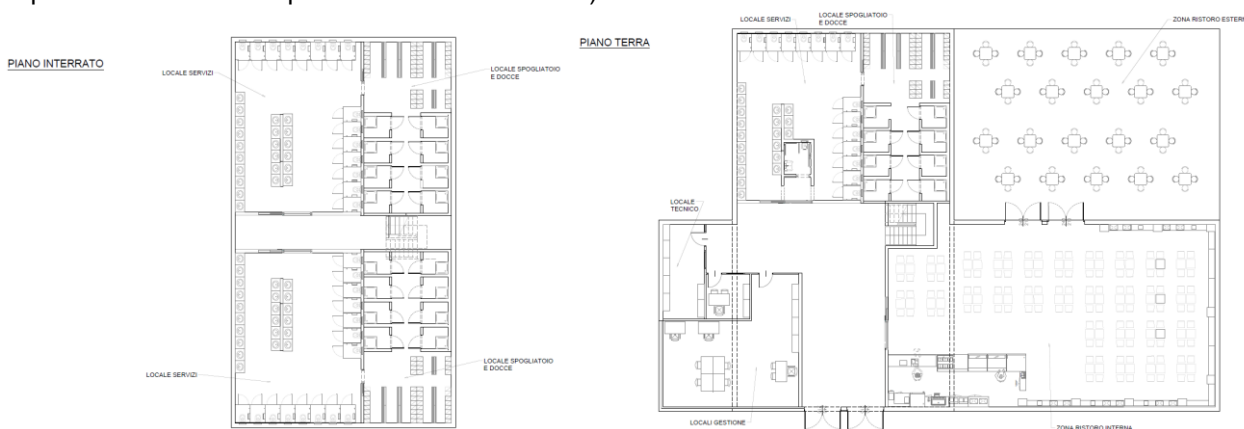 PIANO INTERRATO
LOCALE SERVIZI
LOCALE SPOGLIATOIO
E DOCCE
LOCALE SERVIZI
LOCALE SPOGLIATOIO
E DOCCE
PIANO TERRA
LOCALE SERVIZI
LOCALE SPOGLIATOIO
E DOCCE
ZONA RISTORO ESTERN
LOCALE
TECNICO
LOCALI GESTIONE
ZONA RISTORO INTERNA